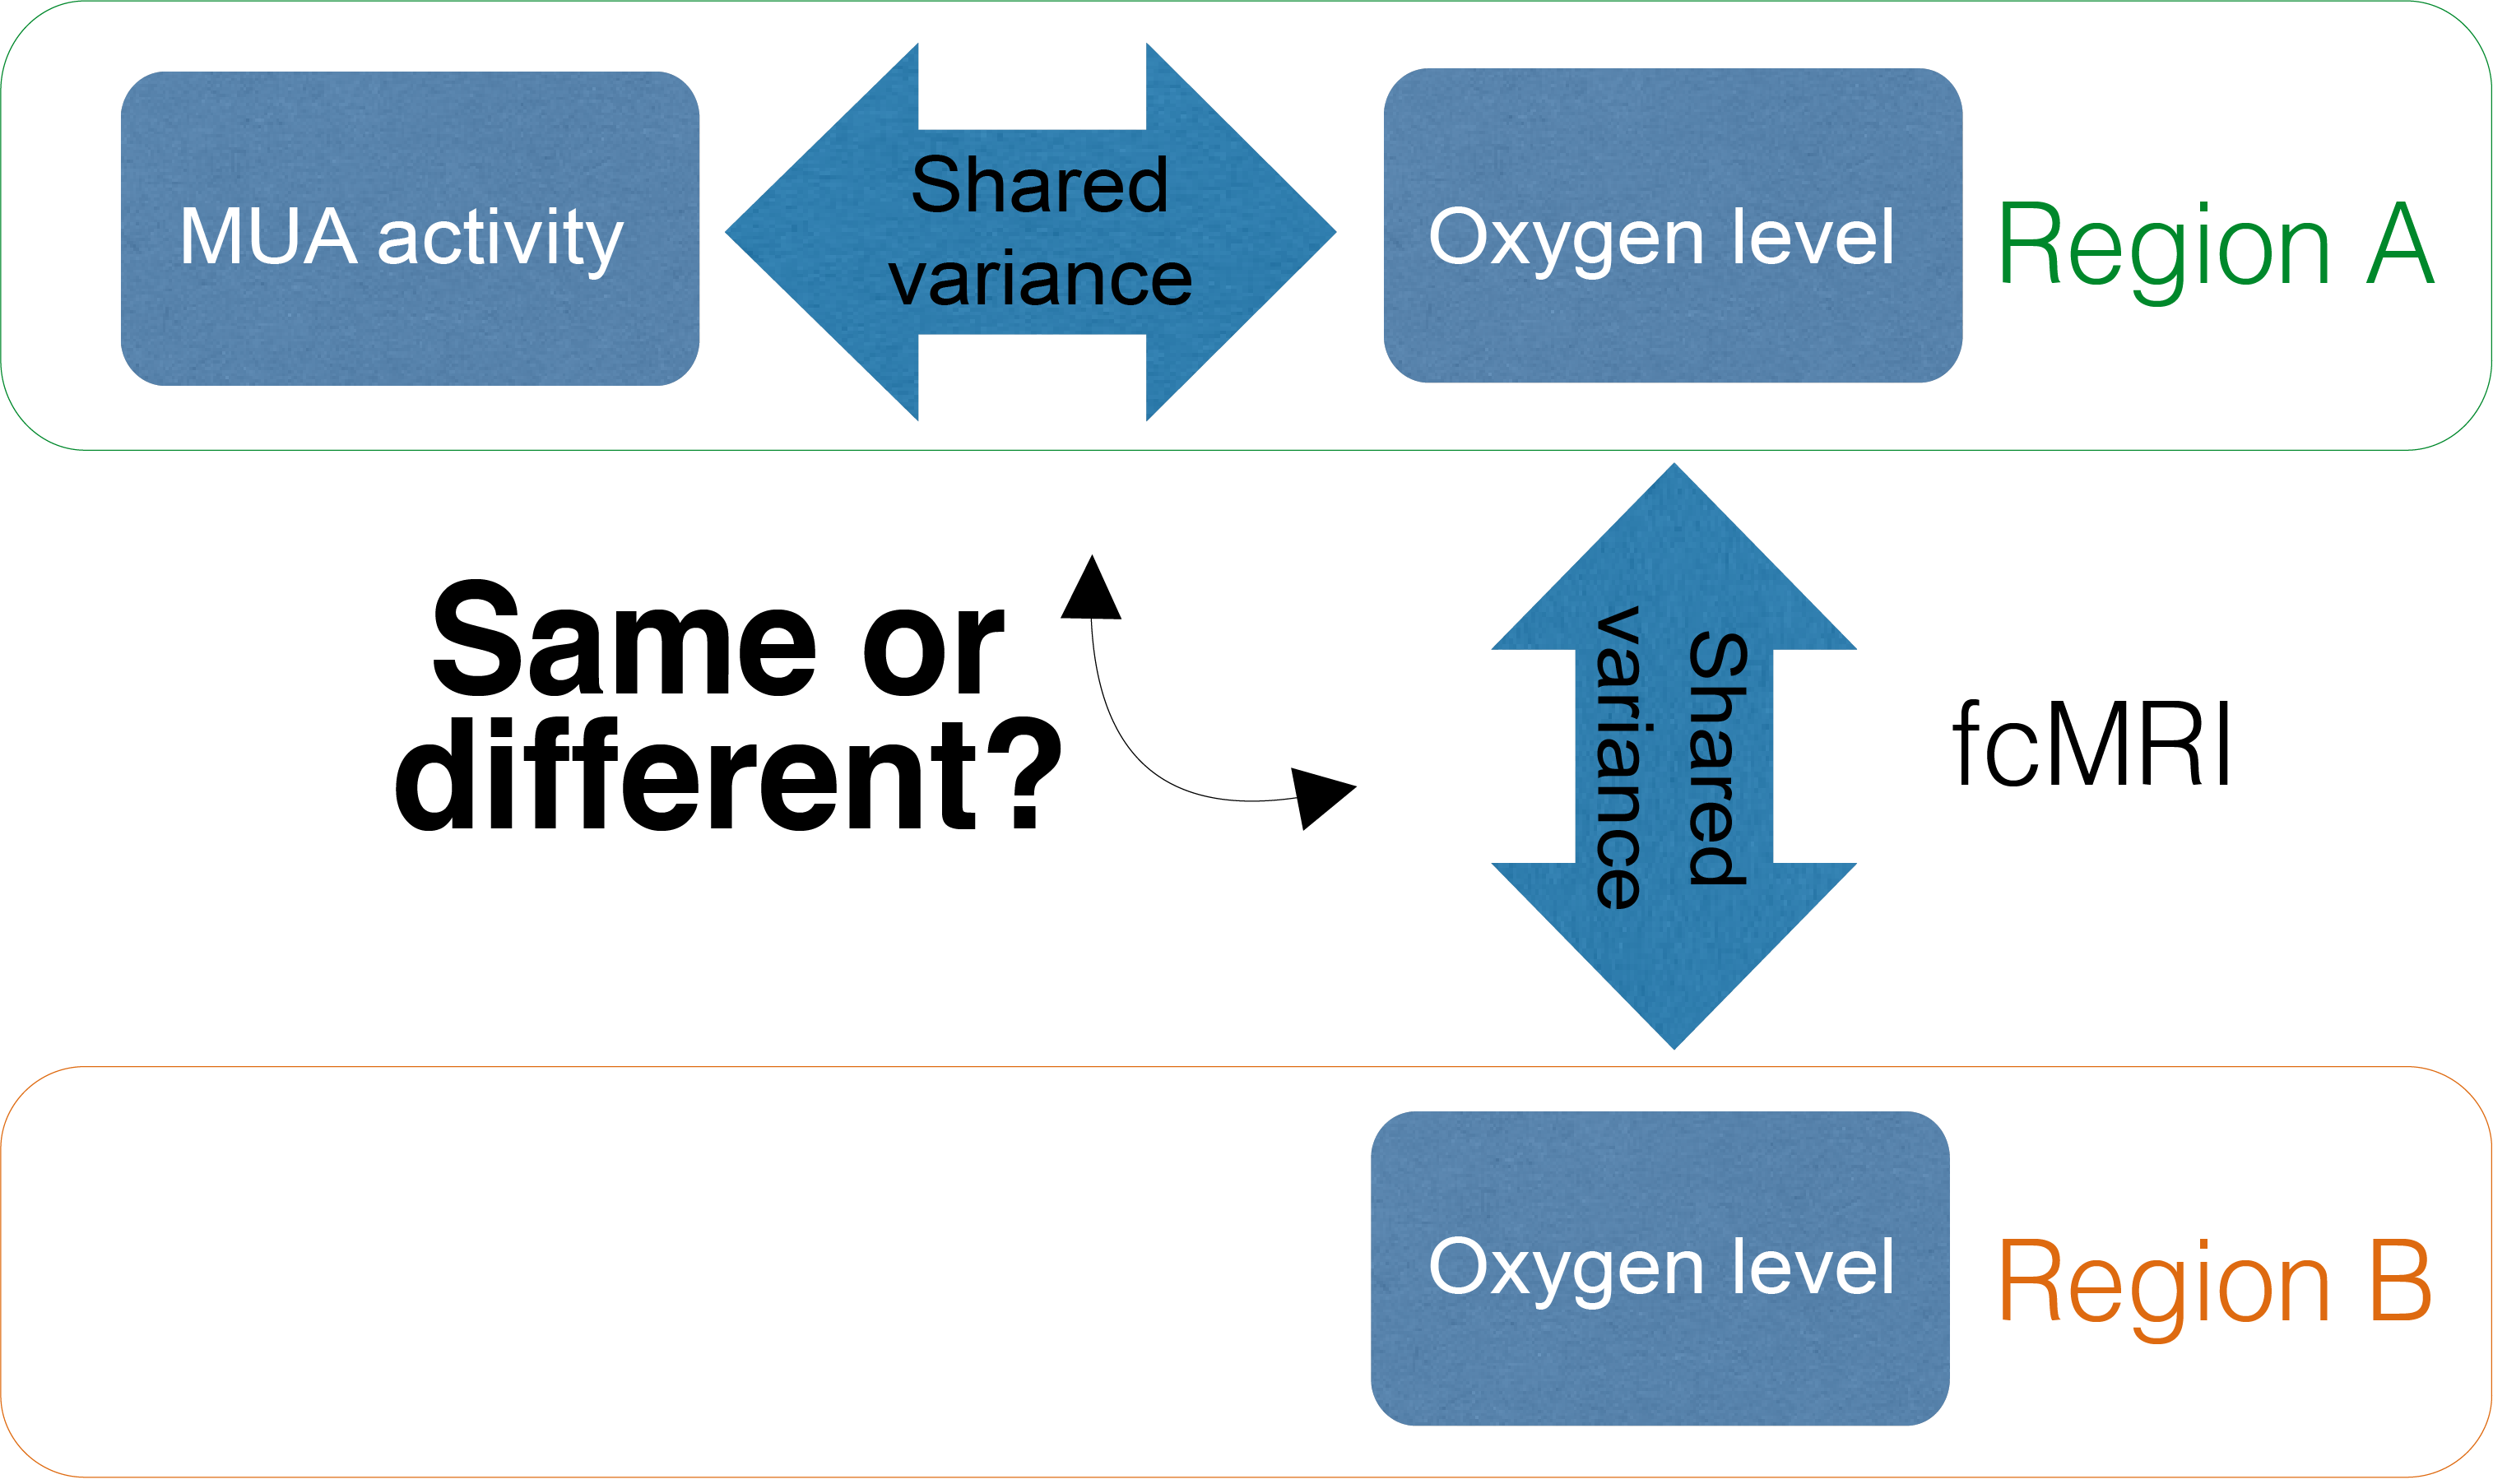 MUA activity
Shared
variance
Oxygen level
Region A
Same or
different?
Shared
variance
fcMRI
Oxygen level
Region B